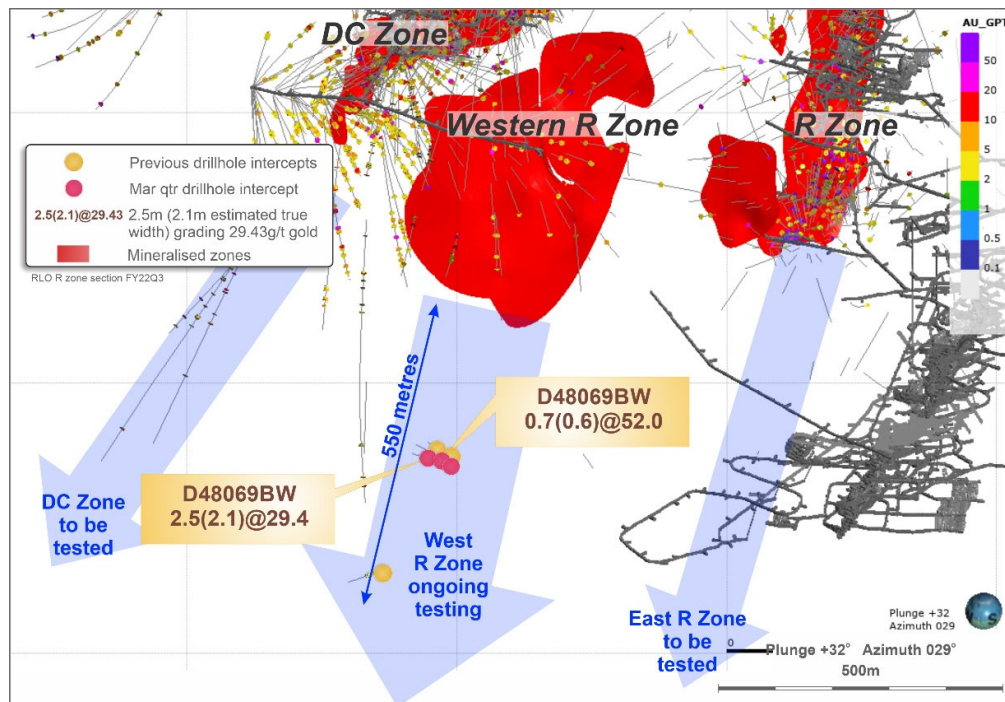 DC Zone
Western R Zone
R Zone
AU_GPT
50
20
10
5
2
1
0.5
0.1
Previous drillhole intercepts
Mar qtr drillhole intercept
2.5(2.1)@29.43 2.5m (2.1m estimated true
width) grading 29.43g/t gold
Mineralised zones
RLO R zone section FY22Q3
550 metres
D48069BW
0.7(0.6)@52.0
D48069BW
2.5(2.1)@29.4
DC Zone
to be
tested
West
R Zone
ongoing
testing
East R Zone
to be
tested
Plunge +32
Azimuth 029
0
Plunge +32° Azimuth 029°
500m